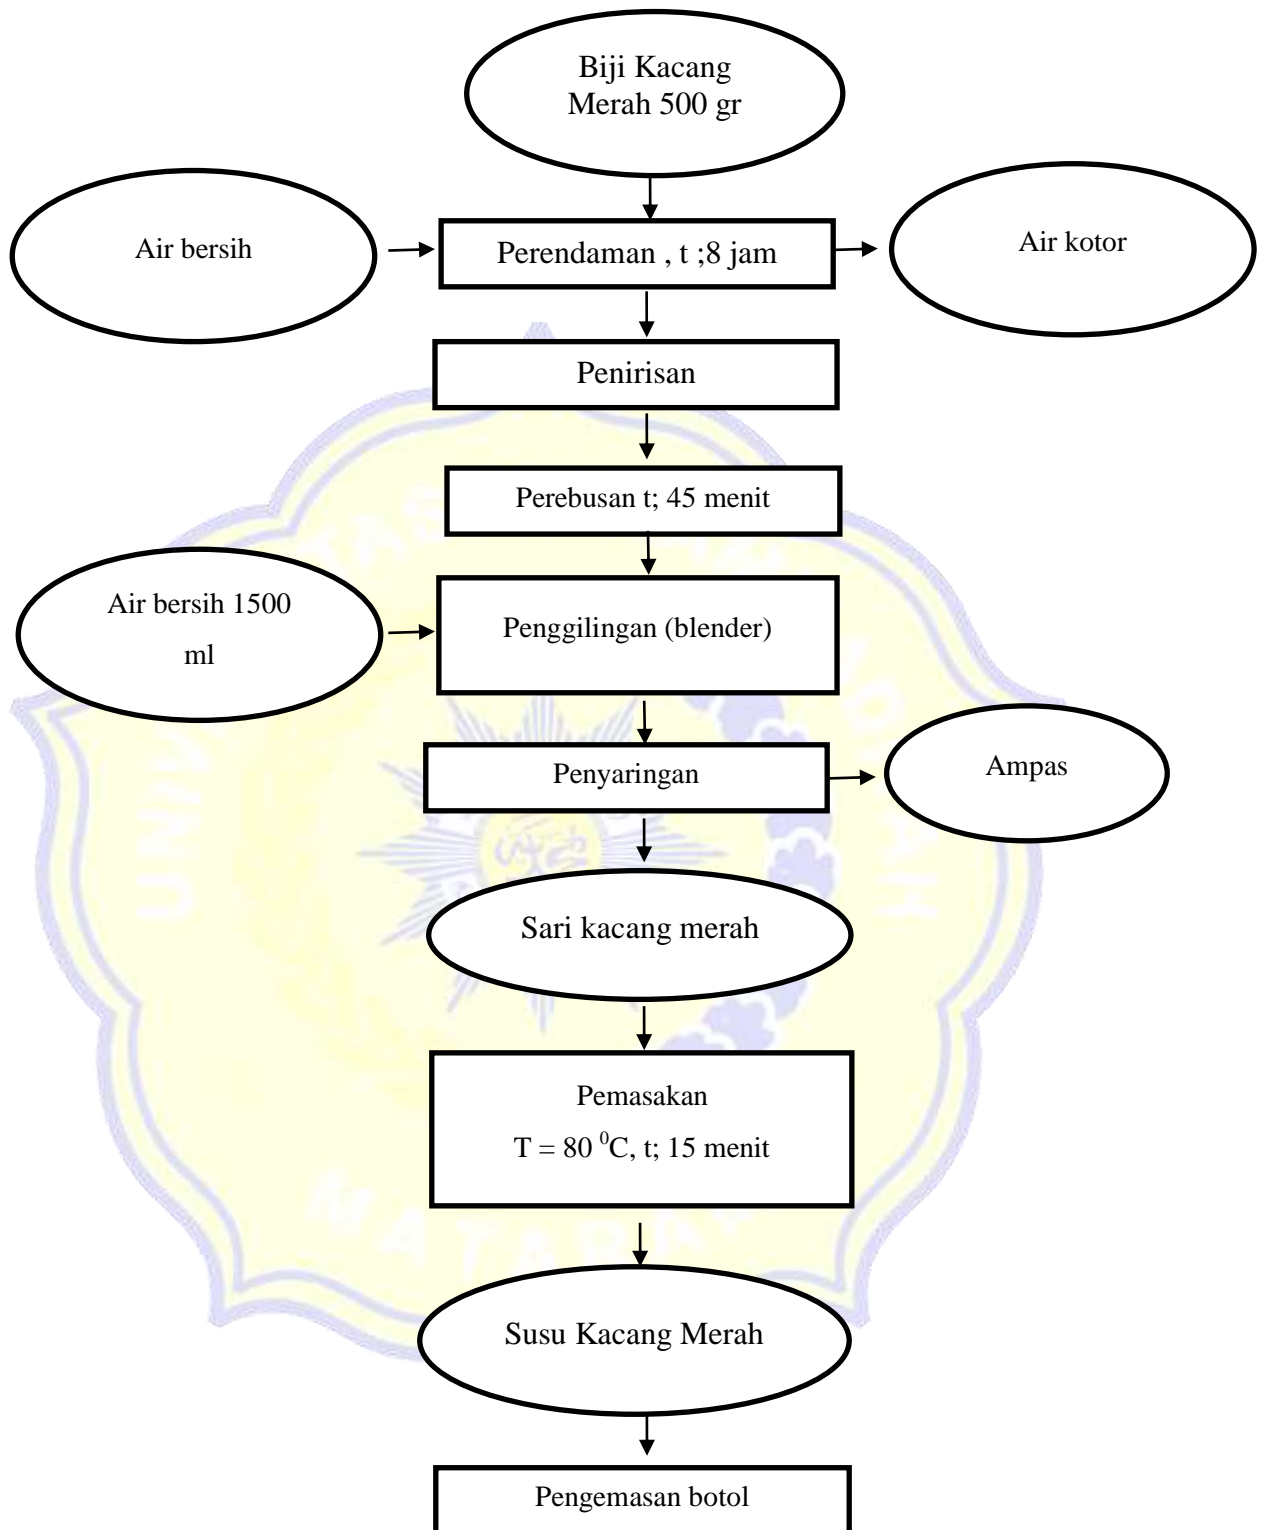 Biji Kacang
Merah 500 gr
Air bersih
Perendaman , t ;8 jam
Air kotor
Penirisan
Perebusan t; 45 menit
Air bersih 1500
ml
Penggilingan (blender)
Penyaringan
Ampas
Sari kacang merah
Pemasakan
T = 80 ⁰C, t; 15 menit
Susu Kacang Merah
Pengemasan botol
MATARAM